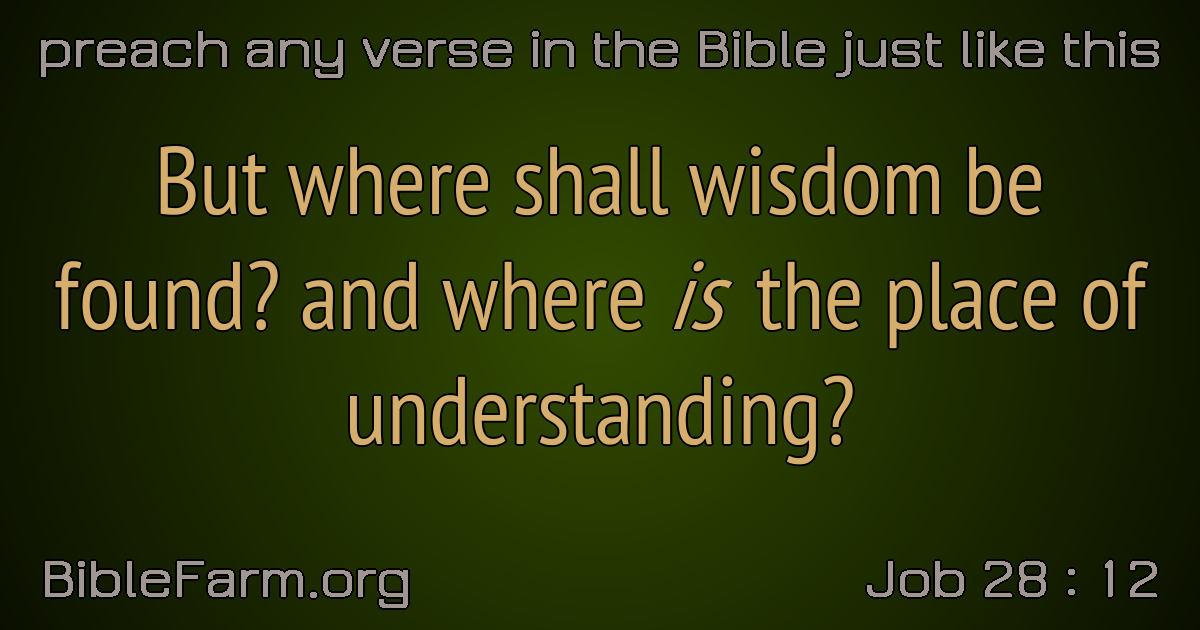 preach any verse in the Bible just like this
But where shall wisdom be
found? and where is the place of
understanding?
BibleFarm.org
Job 28 : 12